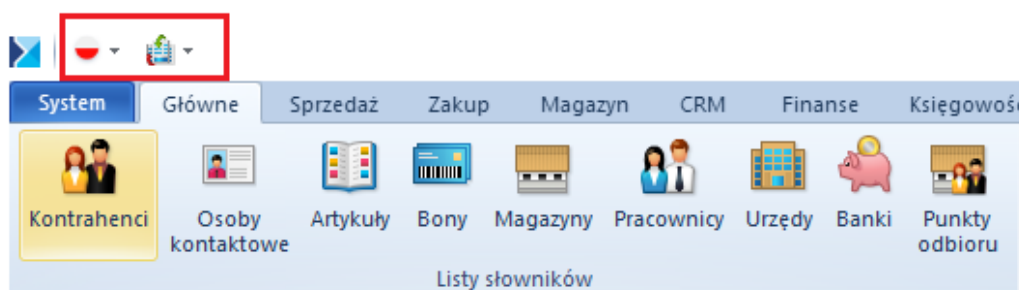 System Główne Sprzedaż Zakup Magazyn CRM Finanse
Kontrahenci Osoby kontaktowe Artykuły Bony Magazyny Pracownicy Urzędy Banki Punkty odbioru
Listy słowników